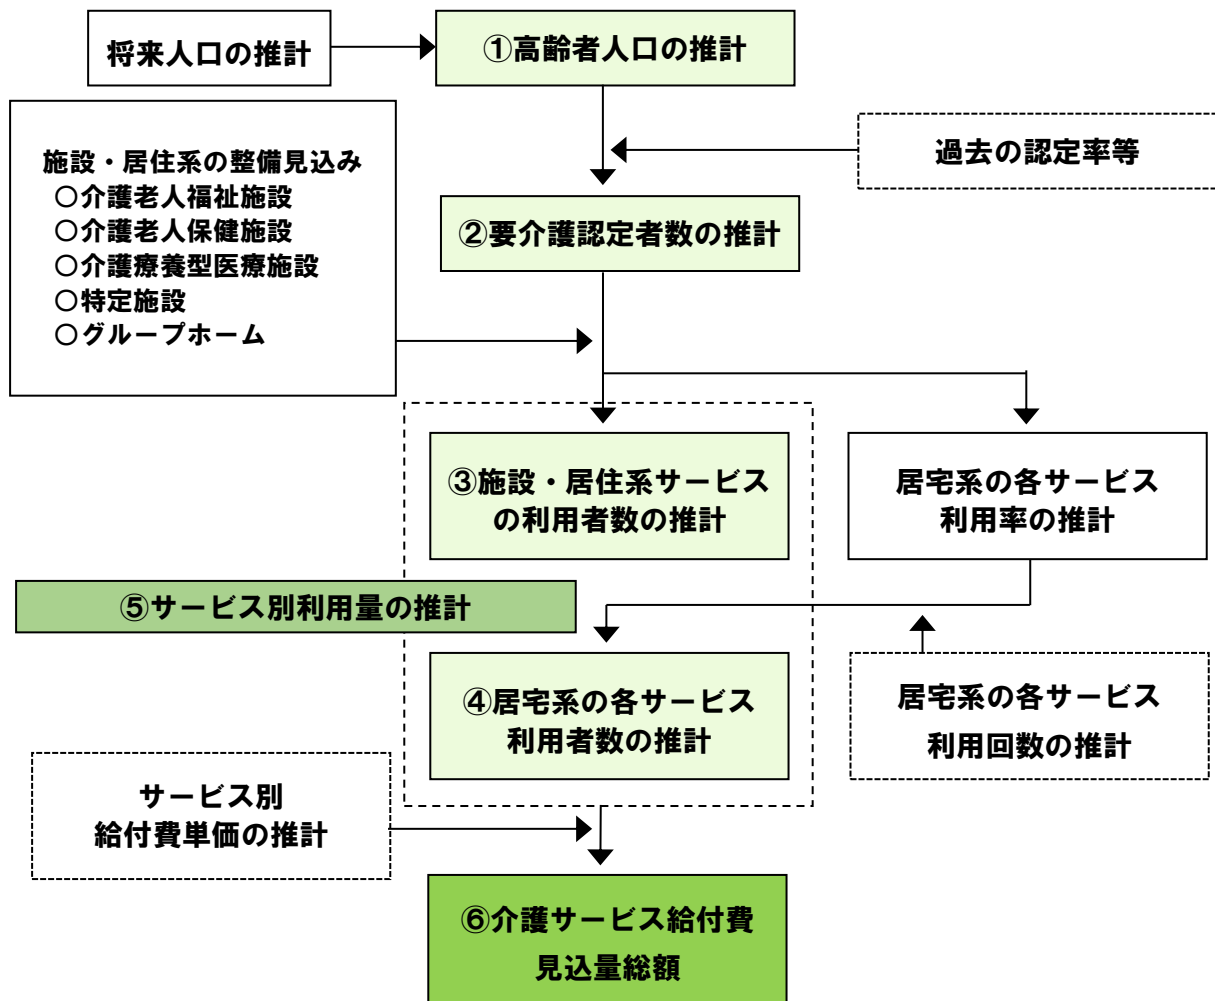 将来人口の推計
①高齢者人口の推計
施設・居住系の整備見込み
○介護老人福祉施設
○介護老人保健施設
○介護療養型医療施設
○特定施設
○グループホーム
過去の認定率等
②要介護認定者数の推計
③施設・居住系サービス
の利用者数の推計
居宅系の各サービス
利用率の推計
⑤サービス別利用量の推計
④居宅系の各サービス
利用者数の推計
居宅系の各サービス
利用回数の推計
サービス別
給付費単価の推計
⑥介護サービス給付費
見込量総額